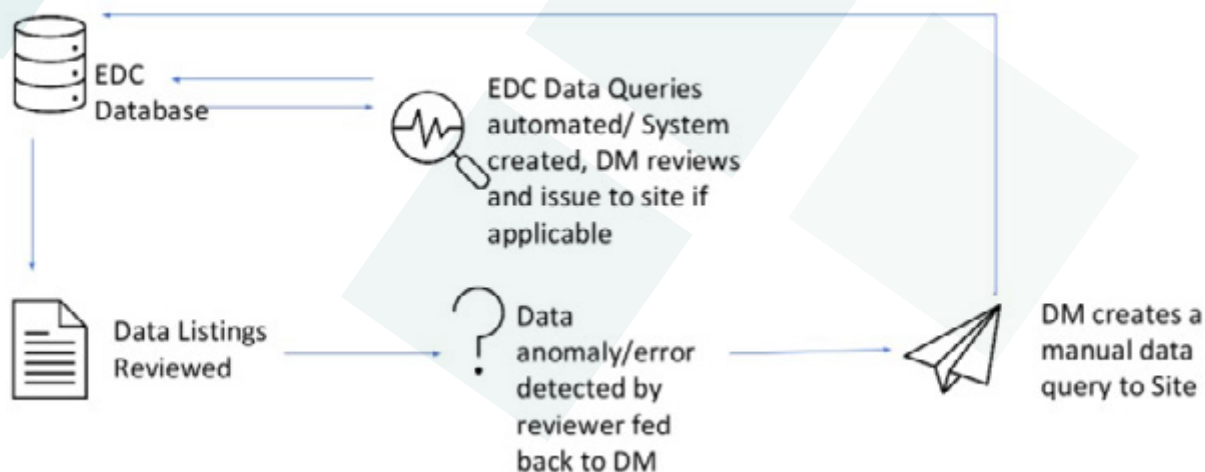 EDC
Database
EDC Data Queries
automated/ System
created, DM reviews
and issue to site if
applicable
Data Listings
Reviewed
Data
anomaly/error
detected by
reviewer fed
back to DM
DM creates a
manual data
query to Site